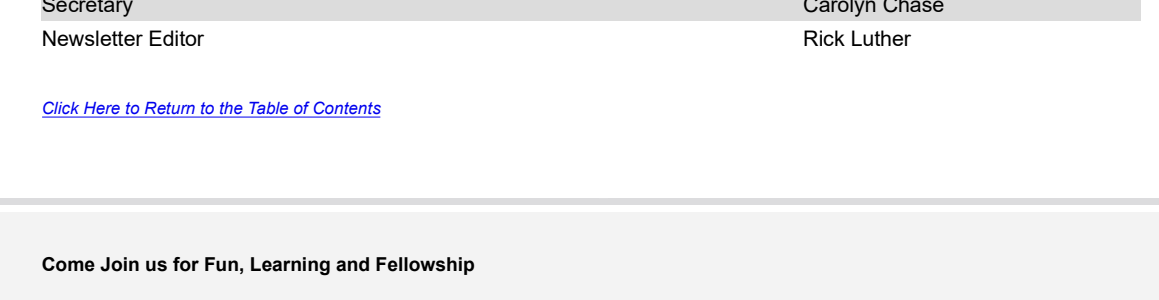 Secretary Carolyn Chase
Newsletter Editor Rick Luther
Click Here to Return to the Table of Contents
Come Join us for Fun, Learning and Fellowship